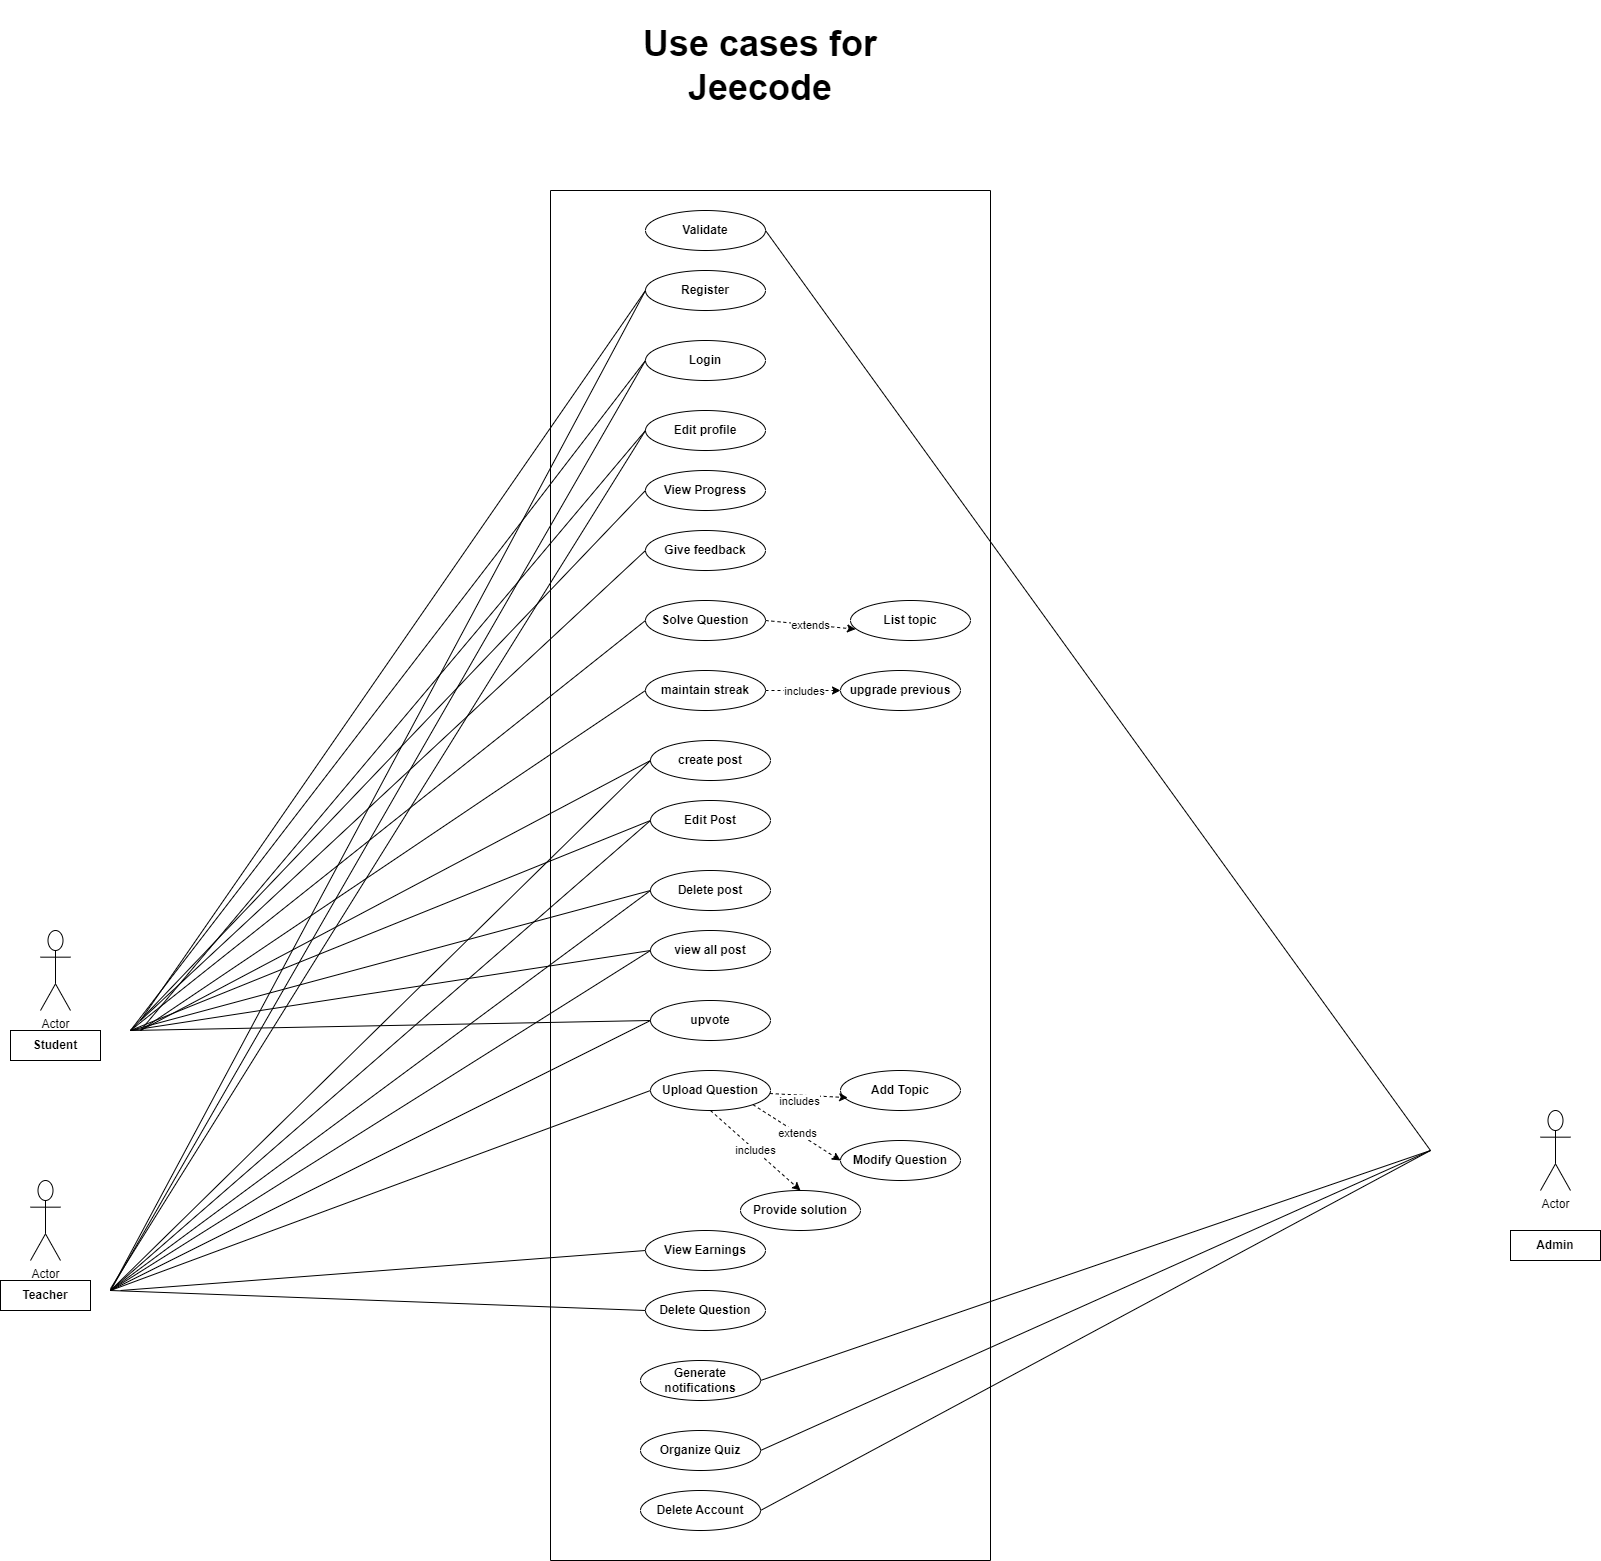 Use cases for
Jeecode
Validate
Register
Login
Edit profile
View Progress
Give feedback
Solve Question
extends
List topic
maintain streak
includes
upgrade previous
create post
Edit Post
Delete post
view all post
Actor
Student
upvote
Upload Question
includes
Add Topic
extends
includes
Modify Question
Provide solution
Actor
Admin
View Earnings
Actor
Teacher
Delete Question
Generate
notifications
Organize Quiz
Delete Account